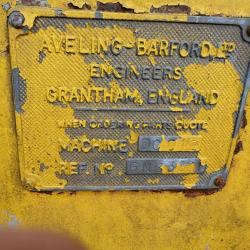 AVELING-BARFORD LTD
ENGINEERS
GRANTHAM, ENGLAND
WHEN ORDERING PARTS QUOTE
MACHINE
REF. NO